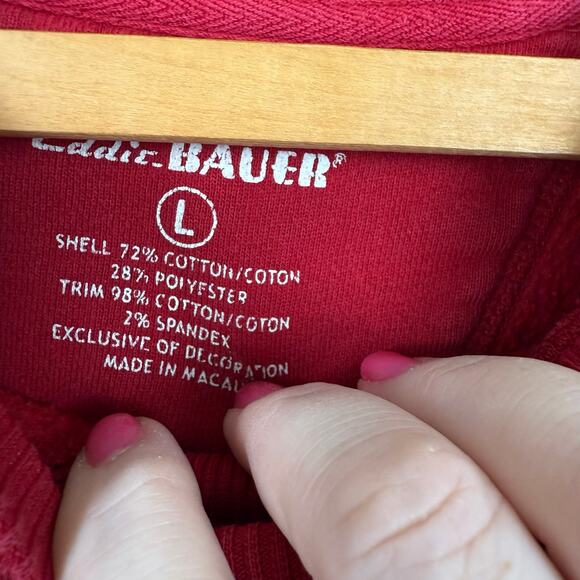 Eddie BAUER®
L
SHELL 72% COTTON/COTON
28% POLYESTER
TRIM 98% COTTON/COTON
2% SPANDEX
EXCLUSIVE OF DECORATION
MADE IN MACAU